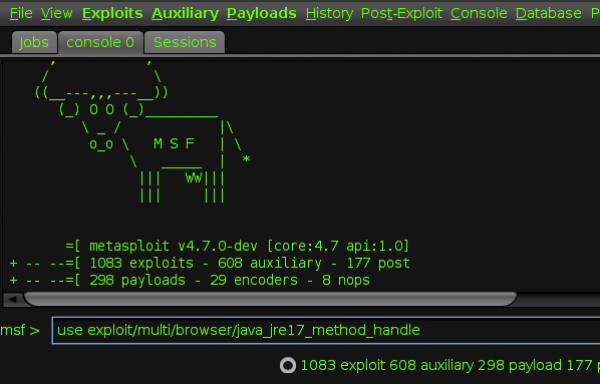 File View Exploits Auxiliary Payloads History Post-Exploit Console Database P
Jobs console 0 Sessions
M S F
=[ metasploit v4.7.0-dev [core:4.7 api:1.0]
+ -- --=[ 1083 exploits - 608 auxiliary - 177 post
+ -- --=[ 298 payloads - 29 encoders - 8 nops
msf > use exploit/multi/browser/java_jre17_method_handle
1083 exploit 608 auxiliary 298 payload 177 p